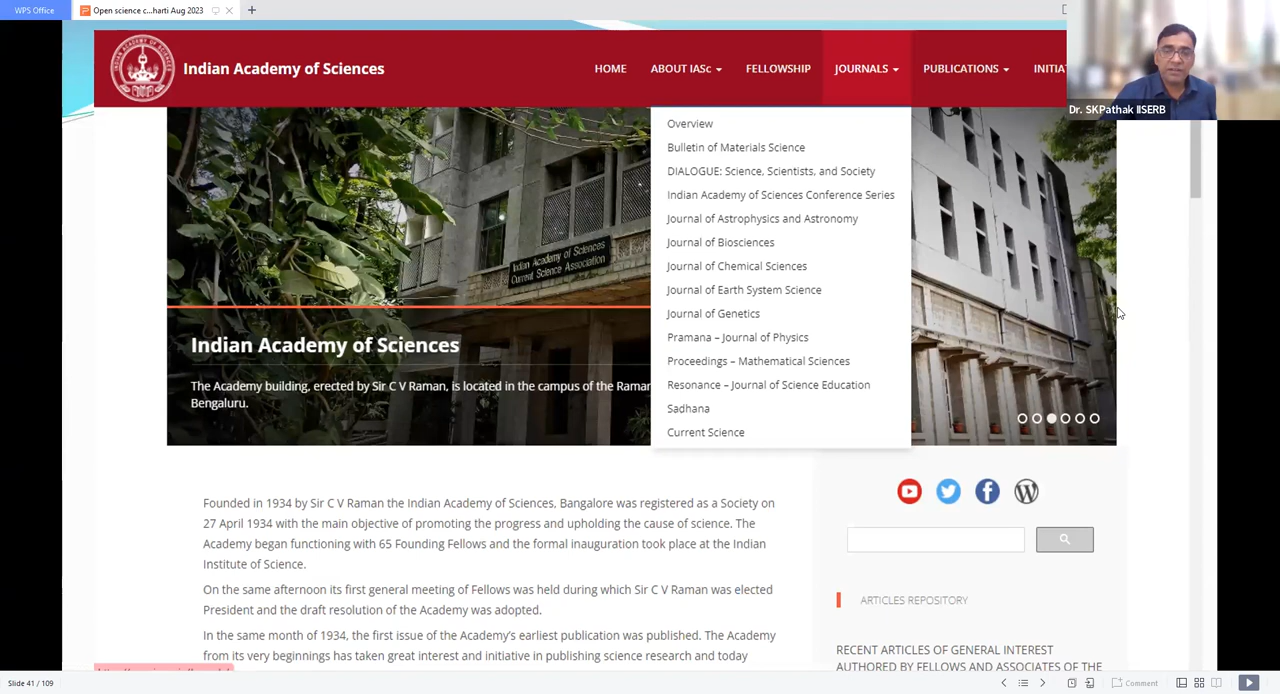 WPS Office
Open science c...harti Aug 2023
Indian Academy of Sciences
HOME
ABOUT IASc
FELLOWSHIP
JOURNALS
PUBLICATIONS
Dr. SKPathak IISERB
Overview
Bulletin of Materials Science
DIALOGUE: Science, Scientists, and Society
Indian Academy of Sciences Conference Series
Journal of Astrophysics and Astronomy
Journal of Biosciences
Journal of Chemical Sciences
Journal of Earth System Science
Journal of Genetics
Pramana – Journal of Physics
Proceedings – Mathematical Sciences
Resonance – Journal of Science Education
Sadhana
Current Science
Indian Academy of Sciences
Current Science Association
Indian Academy of Sciences
The Academy building, erected by Sir C V Raman, is located in the campus of the Raman
Bengaluru.
Founded in 1934 by Sir C V Raman the Indian Academy of Sciences, Bangalore was registered as a Society on
27 April 1934 with the main objective of promoting the progress and upholding the cause of science. The
Academy began functioning with 65 Founding Fellows and the formal inauguration took place at the Indian
Institute of Science.
On the same afternoon its first general meeting of Fellows was held during which Sir C V Raman was elected
President and the draft resolution of the Academy was adopted.
In the same month of 1934, the first issue of the Academy's earliest publication was published. The Academy
from its very beginnings has taken great interest and initiative in publishing science research and today
ARTICLES REPOSITORY
RECENT ARTICLES OF GENERAL INTEREST
AUTHORED BY FELLOWS AND ASSOCIATES OF THE
Slide 41 / 109
Comment